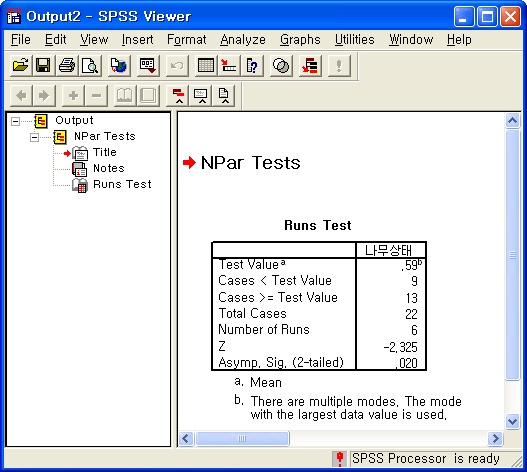 Output2 - SPSS Viewer
File Edit View Insert Format Analyze Graphs Utilities Window Help
Output
NPar Tests
Title
Notes
Runs Test
NPar Tests
Runs Test
나무상태
Test Valueᵃ ,59ᵇ
Cases < Test Value 9
Cases >= Test Value 13
Total Cases 22
Number of Runs 6
Z -2,325
Asymp, Sig, (2-tailed) ,020
a, Mean
b, There are multiple modes, The mode
with the largest data value is used,
SPSS Processor is ready